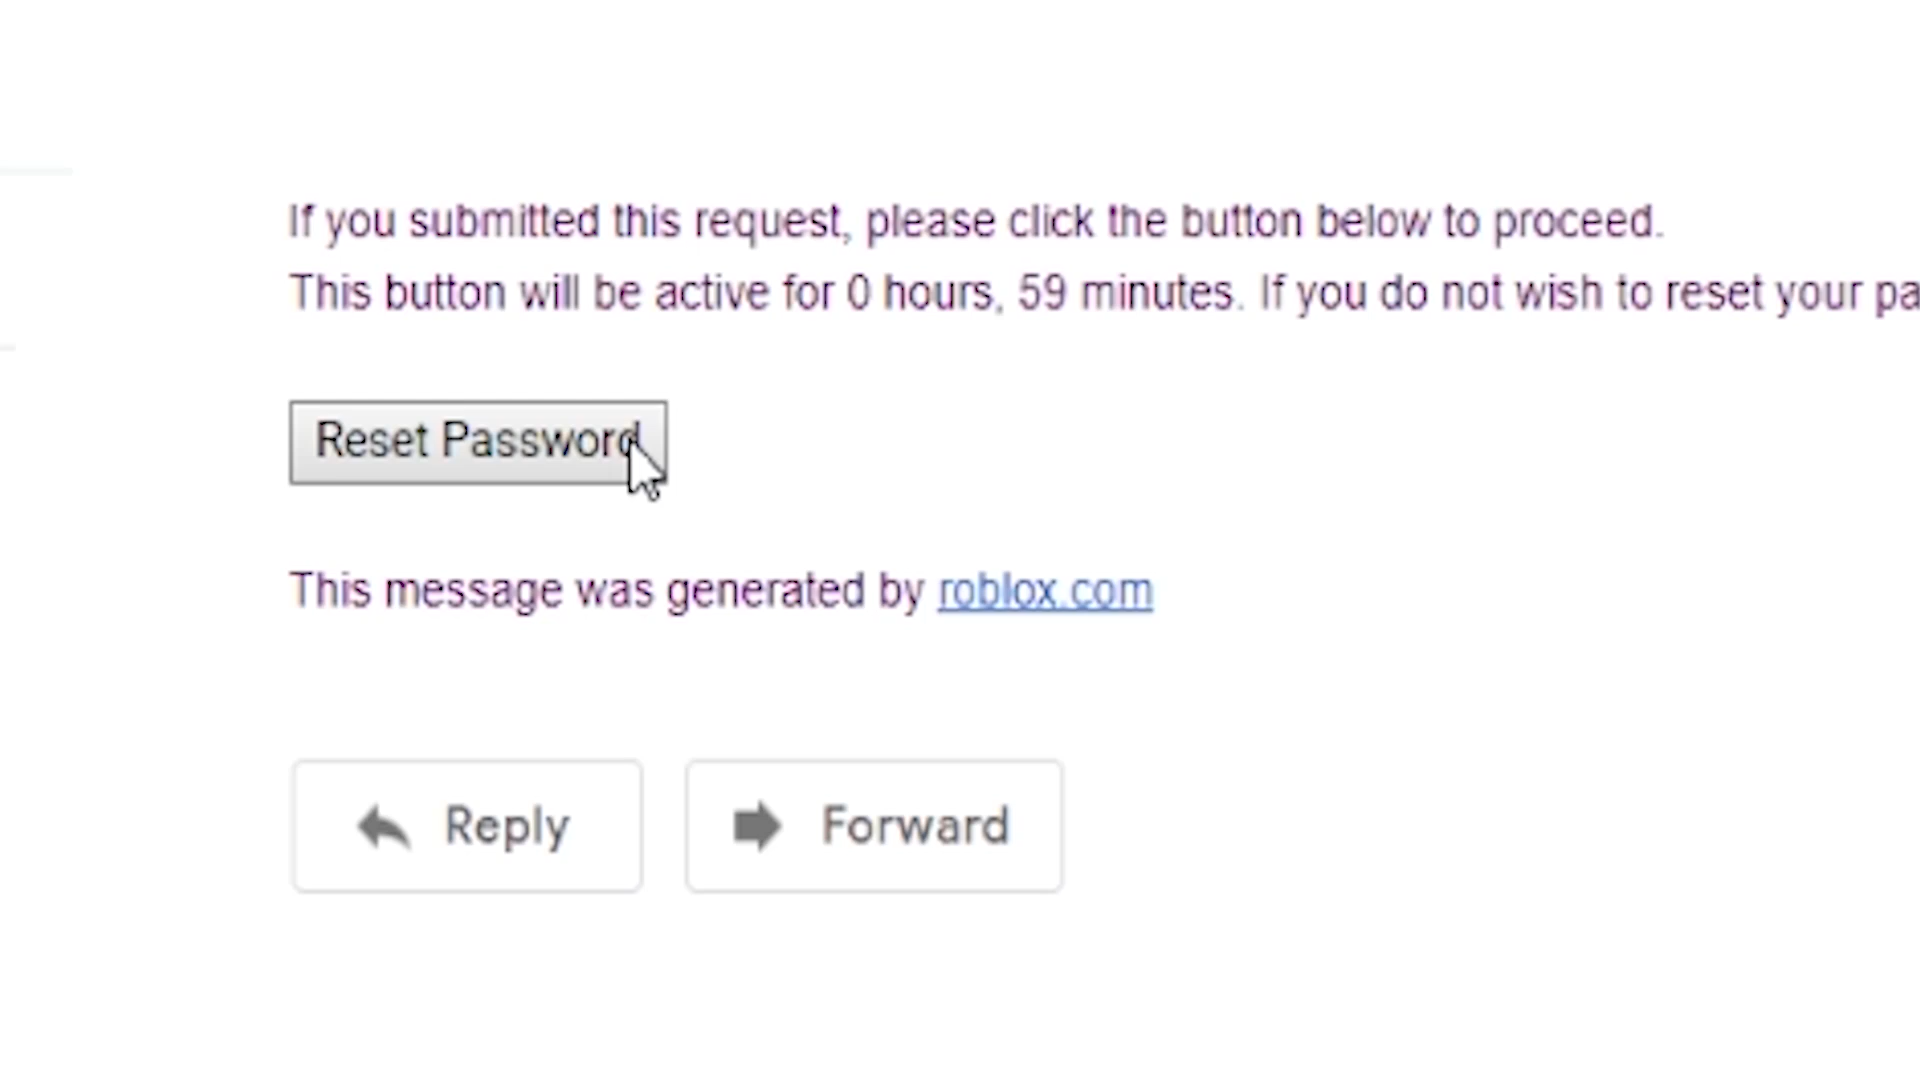 If you submitted this request, please click the button below to proceed.
This button will be active for 0 hours, 59 minutes. If you do not wish to reset your pa
Reset Password
This message was generated by roblox.com
Reply
Forward